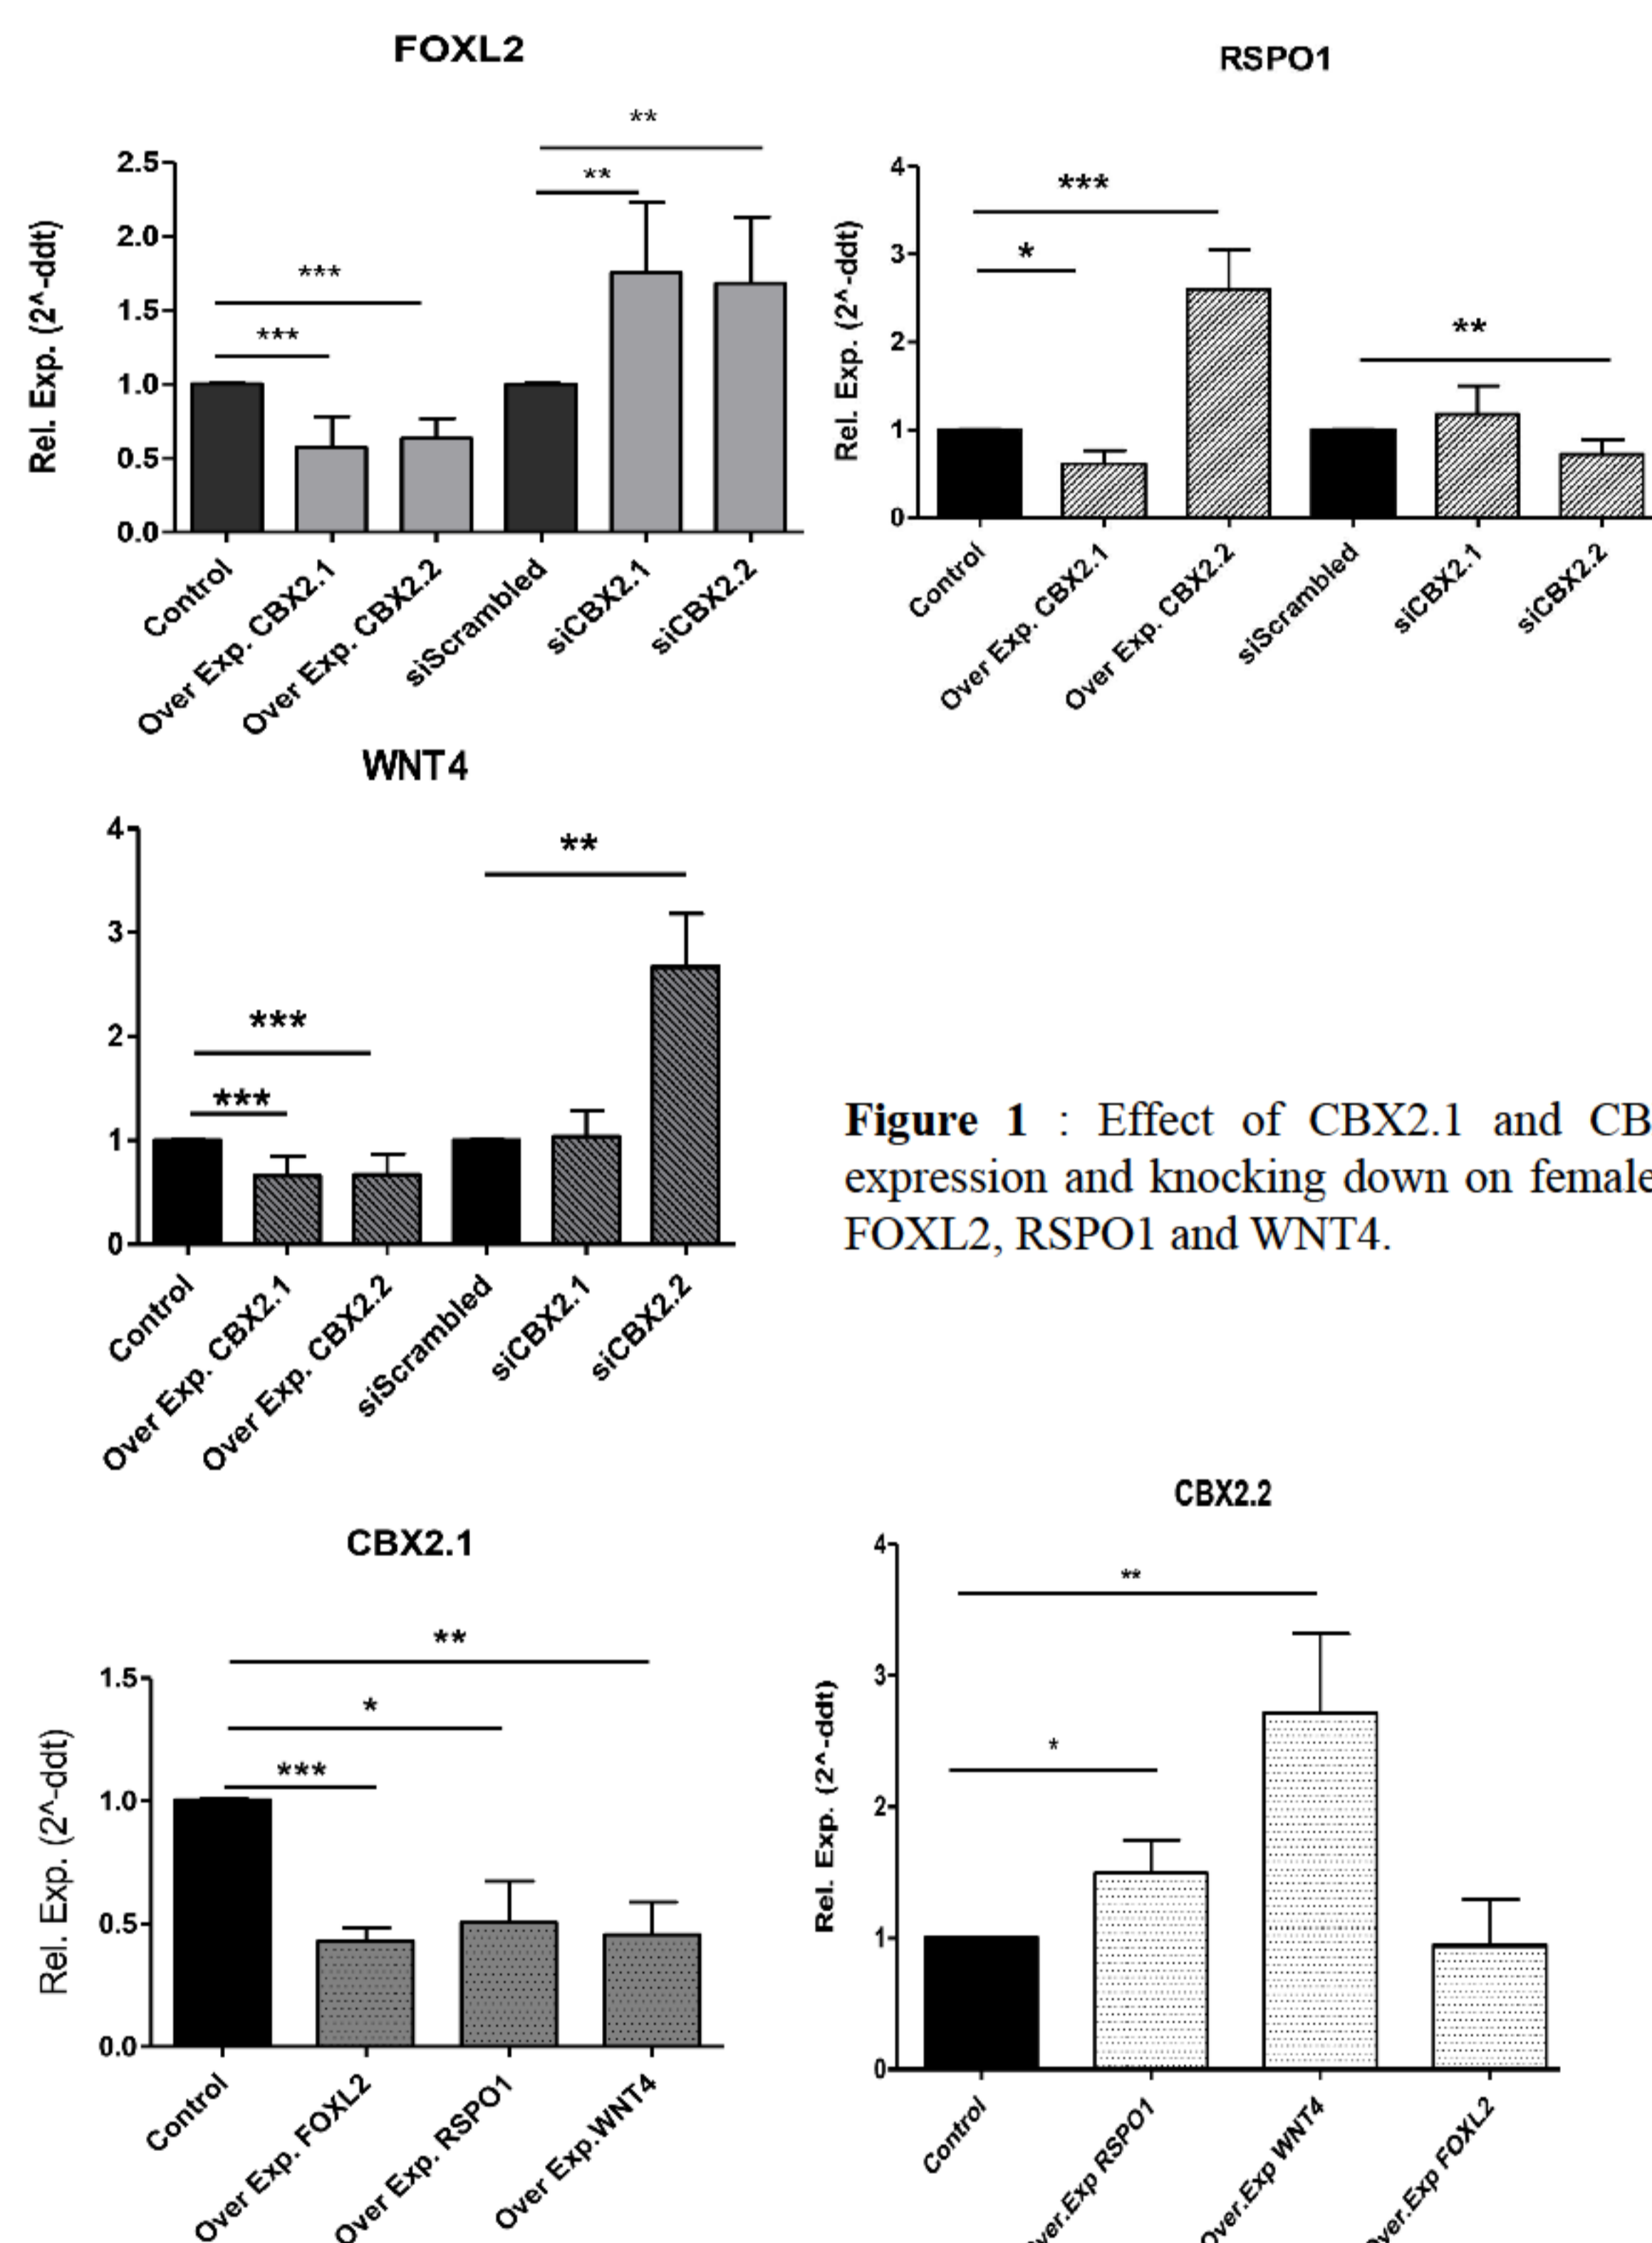 FOXL2
**
**
***
***
Rel. Exp. (2^-ddt)
2.5
2.0
1.5
1.0
0.5
0.0
Control
Over Exp. CBX2.1
Over Exp. CBX2.2
siScrambled
siCBX2.1
siCBX2.2
RSPO1
***
*
**
Rel. Exp. (2^-ddt)
4
3
2
1
0
Control
Over Exp. CBX2.1
Over Exp. CBX2.2
siScrambled
siCBX2.1
siCBX2.2
WNT4
**
***
***
4
3
2
1
0
Control
Over Exp. CBX2.1
Over Exp. CBX2.2
siScrambled
siCBX2.1
siCBX2.2
Figure 1 : Effect of CBX2.1 and CB
expression and knocking down on female
FOXL2, RSPO1 and WNT4.
CBX2.1
**
*
***
Rel. Exp. (2^-ddt)
1.5
1.0
0.5
0.0
Control
Over Exp. FOXL2
Over Exp. RSPO1
Over Exp.WNT4
CBX2.2
**
*
Rel. Exp. (2^-ddt)
4
3
2
1
0
Control
Over.Exp RSPO1
Over.Exp WNT4
Over.Exp FOXL2